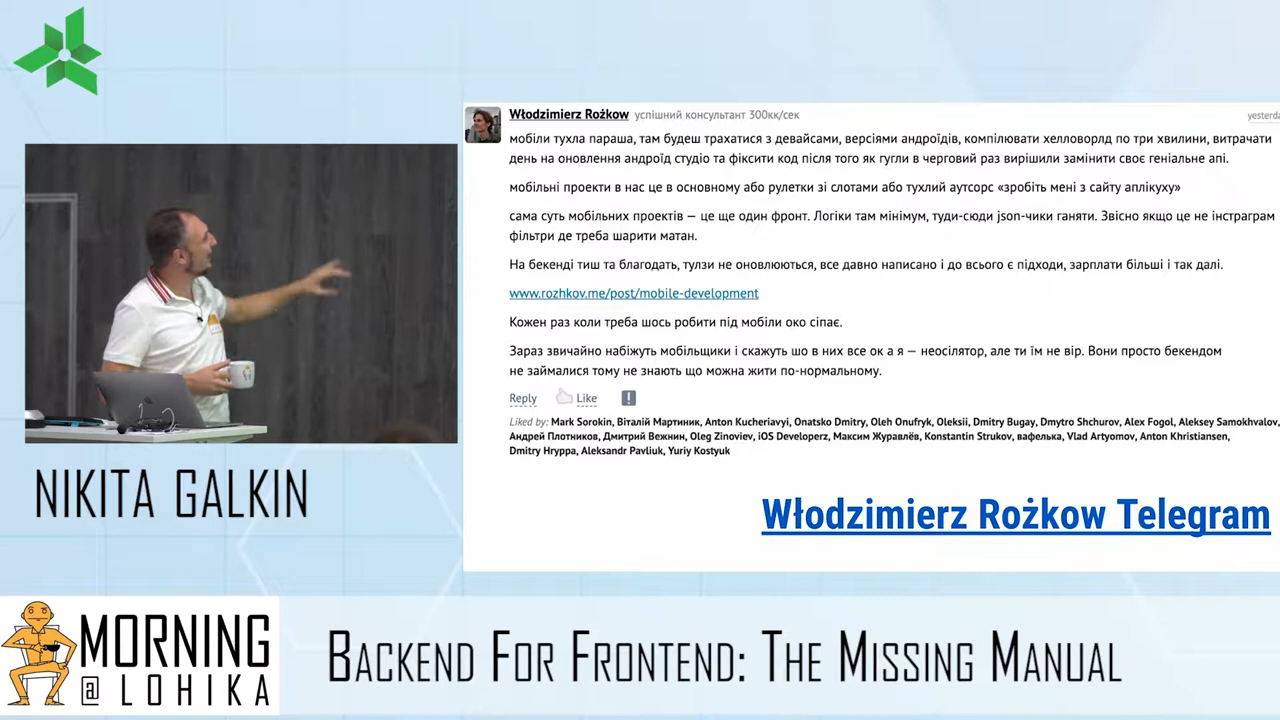 Włodzimierz Rożkow успішний консультант 300кк/сек
мобіли тухла параша, там будеш трахатися з девайсами, версіями андроїдів, компілювати хелловорлд по три хвилини, витрачати
день на оновлення андроїд студіо та фіксити код після того як гугли в черговий раз вирішили замінити своє геніальне апі.
мобільні проекти в нас це в основному або рулетки зі слотами або тухлий аутсорс «зробіть мені з сайту аплікуху»
сама суть мобільних проектів — це ще один фронт. Логіки там мінімум, туди-сюди json-чики ганяти. Звісно якщо це не інстраграм
фільтри де треба шарити матан.
На бекенді тиш та благодать, тулзи не оновлюються, все давно написано і до всього є підходи, зарплати більші і так далі.
www.rozhkov.me/post/mobile-development
Кожен раз коли треба шось робити під мобіли око сіпає.
Зараз звичайно набіжуть мобільщики і скажуть шо в них все ок а я — неосілятор, але ти їм не вір. Вони просто бекендом
не займалися тому не знають що можна жити по-нормальному.
Reply Like
Liked by: Mark Sorokin, Віталій Мартиник, Anton Kucheriavyi, Onatsko Dmitry, Oleh Onufryk, Oleksii, Dmitry Bugay, Dmytro Shchurov, Alex Fogol, Aleksey Samokhvalov,
Андрей Плотников, Дмитрий Вежнин, Oleg Zinoviev, iOS Developerz, Максим Журавлёв, Konstantin Strukov, вафелька, Vlad Artyomov, Anton Khristiansen,
Dmitry Hryppa, Aleksandr Pavliuk, Yuriy Kostyuk
Włodzimierz Rożkow Telegram
NIKITA GALKIN
MORNING
@ LOHIKA
BACKEND FOR FRONTEND: THE MISSING MANUAL